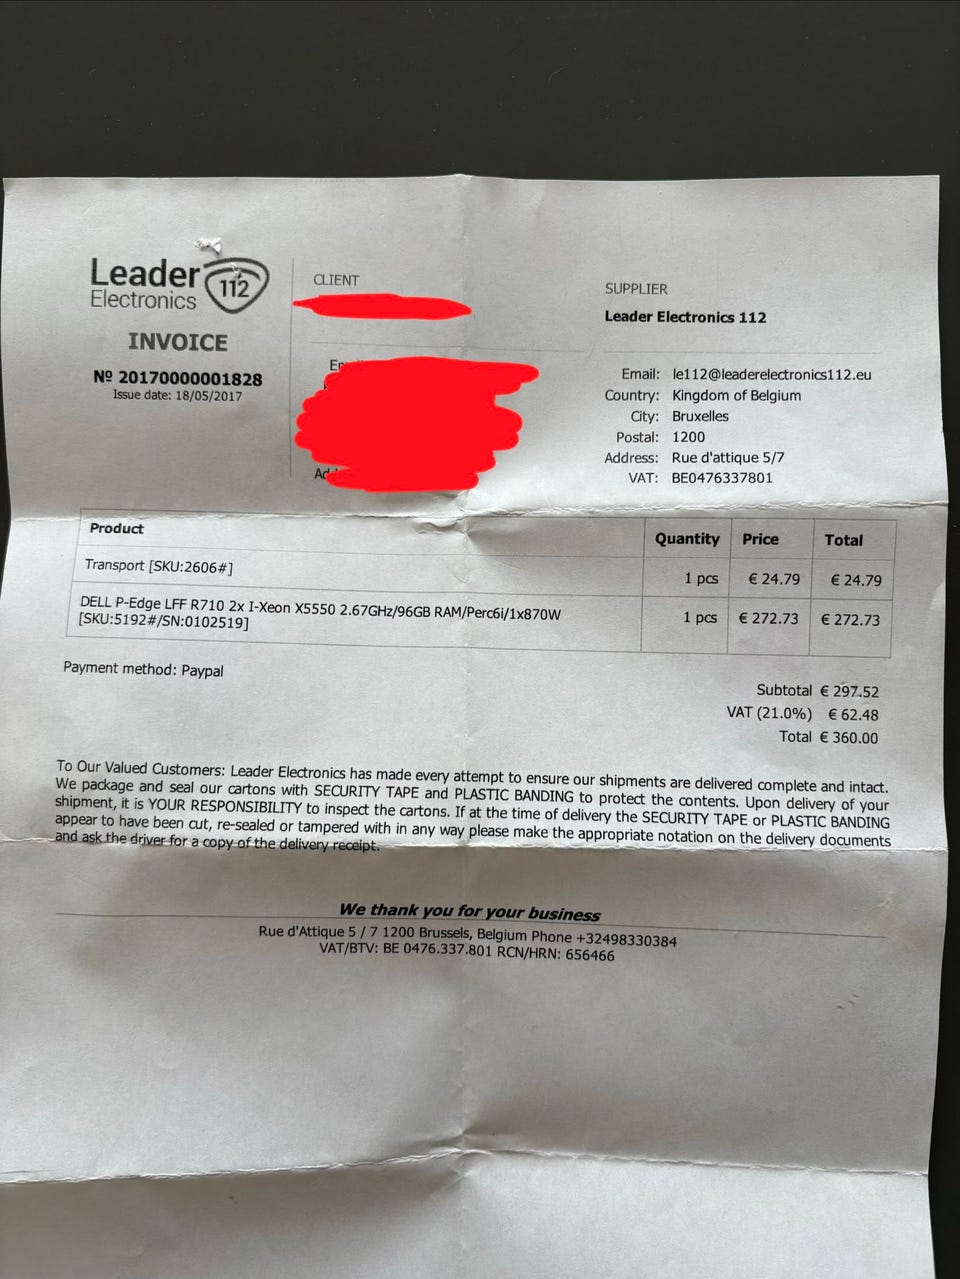 Leader
Electronics
112
INVOICE
Nº 20170000001828
Issue date: 18/05/2017
CLIENT
SUPPLIER
Leader Electronics 112
Email: le112@leaderelectronics112.eu
Country: Kingdom of Belgium
City: Bruxelles
Postal: 1200
Address: Rue d'attique 5/7
VAT: BE0476337801
Product Quantity Price Total
Transport [SKU:2606#] 1 pcs € 24.79 € 24.79
DELL P-Edge LFF R710 2x I-Xeon X5550 2.67GHz/96GB RAM/Perc6i/1x870W
[SKU:5192#/SN:0102519] 1 pcs € 272.73 € 272.73
Payment method: Paypal
Subtotal € 297.52
VAT (21.0%) € 62.48
Total € 360.00
To Our Valued Customers: Leader Electronics has made every attempt to ensure our shipments are delivered complete and intact.
We package and seal our cartons with SECURITY TAPE and PLASTIC BANDING to protect the contents. Upon delivery of your
shipment, it is YOUR RESPONSIBILITY to inspect the cartons. If at the time of delivery the SECURITY TAPE or PLASTIC BANDING
appear to have been cut, re-sealed or tampered with in any way please make the appropriate notation on the delivery documents
and ask the driver for a copy of the delivery receipt.
We thank you for your business
Rue d'Attique 5 / 7 1200 Brussels, Belgium Phone +32498330384
VAT/BTV: BE 0476.337.801 RCN/HRN: 656466